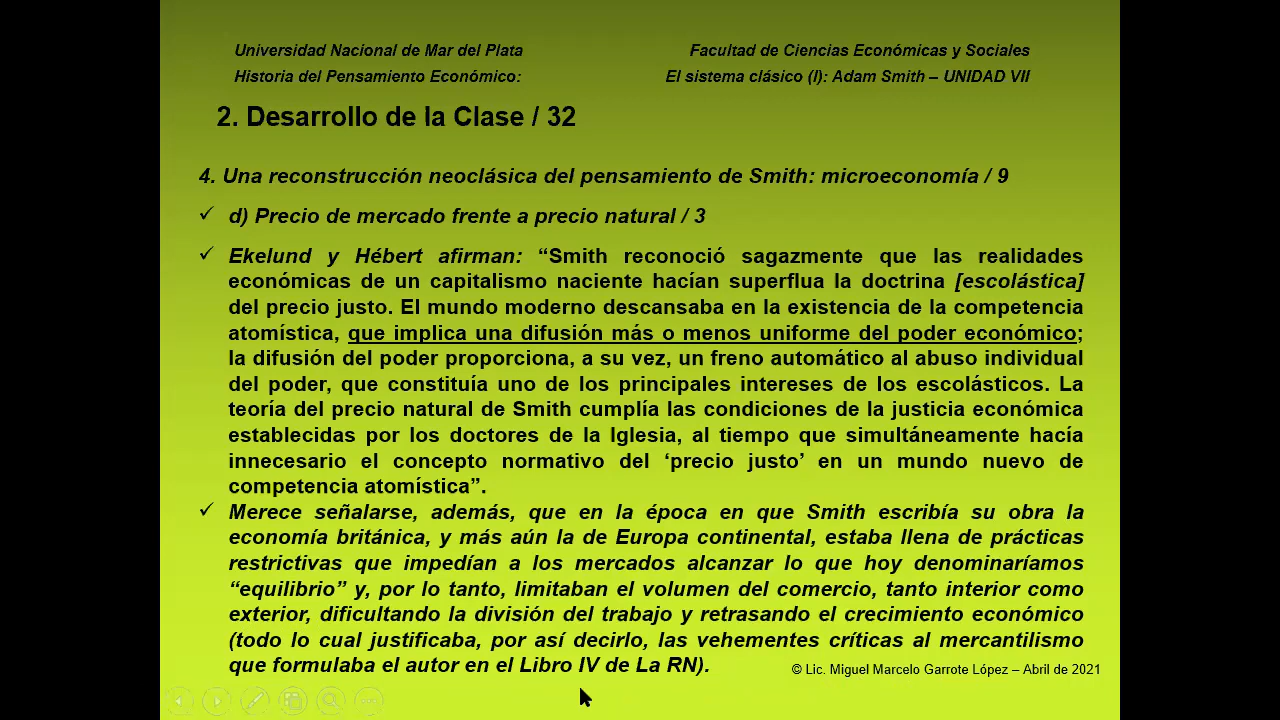 Universidad Nacional de Mar del Plata Facultad de Ciencias Económicas y Sociales
Historia del Pensamiento Económico: El sistema clásico (I): Adam Smith – UNIDAD VII
2. Desarrollo de la Clase / 32
4. Una reconstrucción neoclásica del pensamiento de Smith: microeconomía / 9
✓ d) Precio de mercado frente a precio natural / 3
✓ Ekelund y Hébert afirman: “Smith reconoció sagazmente que las realidades
económicas de un capitalismo naciente hacían superflua la doctrina [escolástica]
del precio justo. El mundo moderno descansaba en la existencia de la competencia
atomística, que implica una difusión más o menos uniforme del poder económico;
la difusión del poder proporciona, a su vez, un freno automático al abuso individual
del poder, que constituía uno de los principales intereses de los escolásticos. La
teoría del precio natural de Smith cumplía las condiciones de la justicia económica
establecidas por los doctores de la Iglesia, al tiempo que simultáneamente hacía
innecesario el concepto normativo del ‘precio justo’ en un mundo nuevo de
competencia atomística”.
✓ Merece señalarse, además, que en la época en que Smith escribía su obra la
economía británica, y más aún la de Europa continental, estaba llena de prácticas
restrictivas que impedían a los mercados alcanzar lo que hoy denominaríamos
“equilibrio” y, por lo tanto, limitaban el volumen del comercio, tanto interior como
exterior, dificultando la división del trabajo y retrasando el crecimiento económico
(todo lo cual justificaba, por así decirlo, las vehementes críticas al mercantilismo
que formulaba el autor en el Libro IV de La RN).
© Lic. Miguel Marcelo Garrote López – Abril de 2021